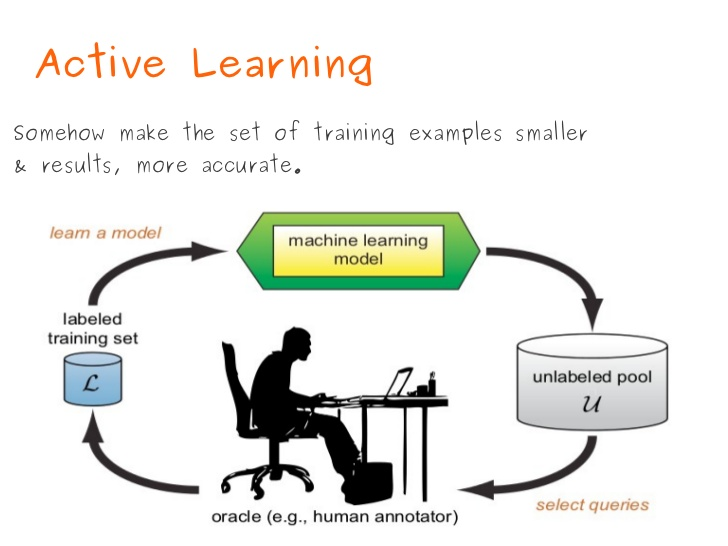 Active Learning
Somehow make the set of training examples smaller
& results, more accurate.
learn a model
machine learning
model
labeled
training set
L
unlabeled pool
U
select queries
oracle (e.g., human annotator)